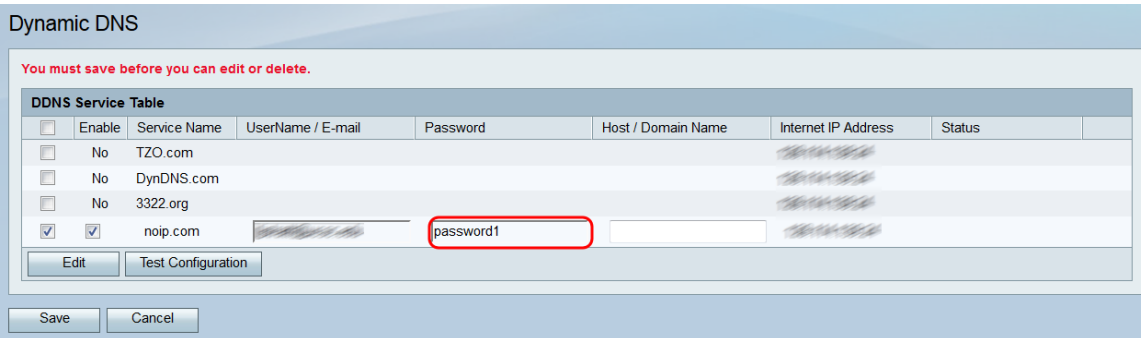 Dynamic DNS
You must save before you can edit or delete.
DDNS Service Table
Enable Service Name UserName / E-mail Password Host / Domain Name Internet IP Address Status
No TZO.com
No DynDNS.com
No 3322.org
noip.com password1
Edit Test Configuration
Save Cancel